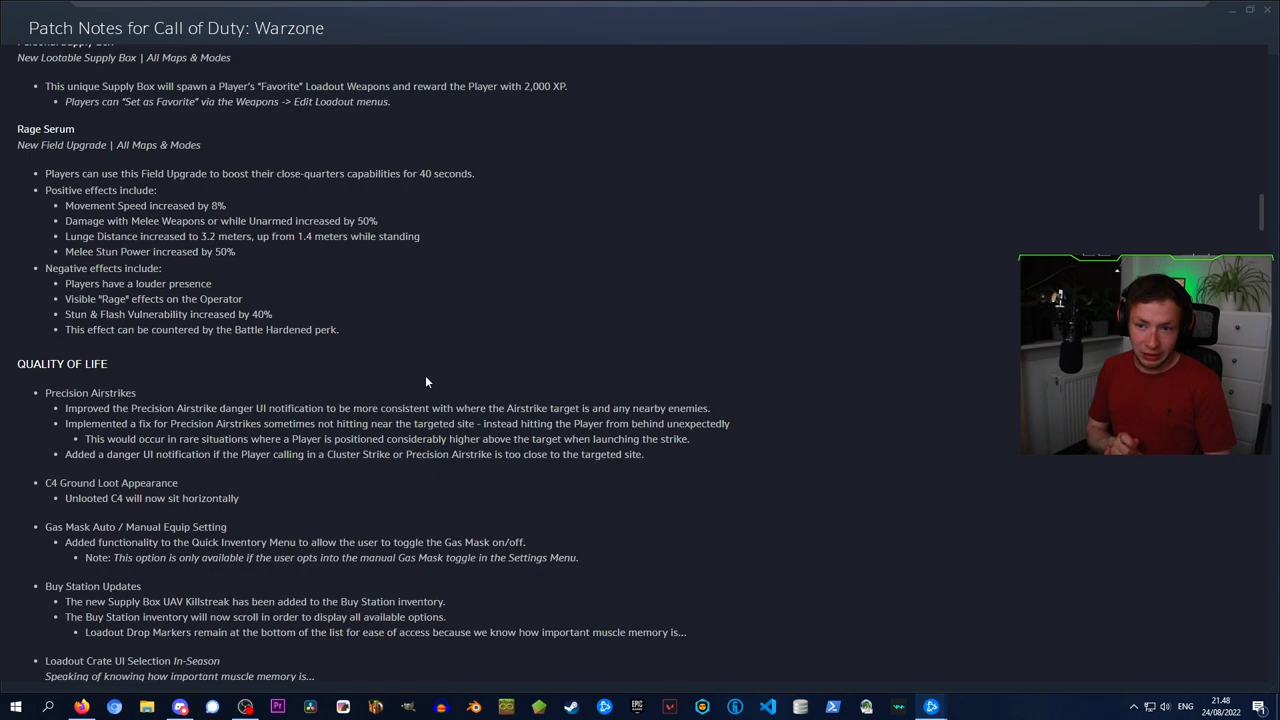 Patch Notes for Call of Duty: Warzone
New Lootable Supply Box | All Maps & Modes
This unique Supply Box will spawn a Player's "Favorite" Loadout Weapons and reward the Player with 2,000 XP.
Players can "Set as Favorite" via the Weapons -> Edit Loadout menus.
Rage Serum
New Field Upgrade | All Maps & Modes
Players can use this Field Upgrade to boost their close-quarters capabilities for 40 seconds.
Positive effects include:
Movement Speed increased by 8%
Damage with Melee Weapons or while Unarmed increased by 50%
Lunge Distance increased to 3.2 meters, up from 1.4 meters while standing
Melee Stun Power increased by 50%
Negative effects include:
Players have a louder presence
Visible "Rage" effects on the Operator
Stun & Flash Vulnerability increased by 40%
This effect can be countered by the Battle Hardened perk.
QUALITY OF LIFE
Precision Airstrikes
Improved the Precision Airstrike danger UI notification to be more consistent with where the Airstrike target is and any nearby enemies.
Implemented a fix for Precision Airstrikes sometimes not hitting near the targeted site - instead hitting the Player from behind unexpectedly
This would occur in rare situations where a Player is positioned considerably higher above the target when launching the strike.
Added a danger UI notification if the Player calling in a Cluster Strike or Precision Airstrike is too close to the targeted site.
C4 Ground Loot Appearance
Unlooted C4 will now sit horizontally
Gas Mask Auto / Manual Equip Setting
Added functionality to the Quick Inventory Menu to allow the user to toggle the Gas Mask on/off.
Note: This option is only available if the user opts into the manual Gas Mask toggle in the Settings Menu.
Buy Station Updates
The new Supply Box UAV Killstreak has been added to the Buy Station inventory.
The Buy Station inventory will now scroll in order to display all available options.
Loadout Drop Markers remain at the bottom of the list for ease of access because we know how important muscle memory is...
Loadout Crate UI Selection In-Season
Speaking of knowing how important muscle memory is...
Pr
EPIC
GAMES
ENG
21.48
24/08/2022